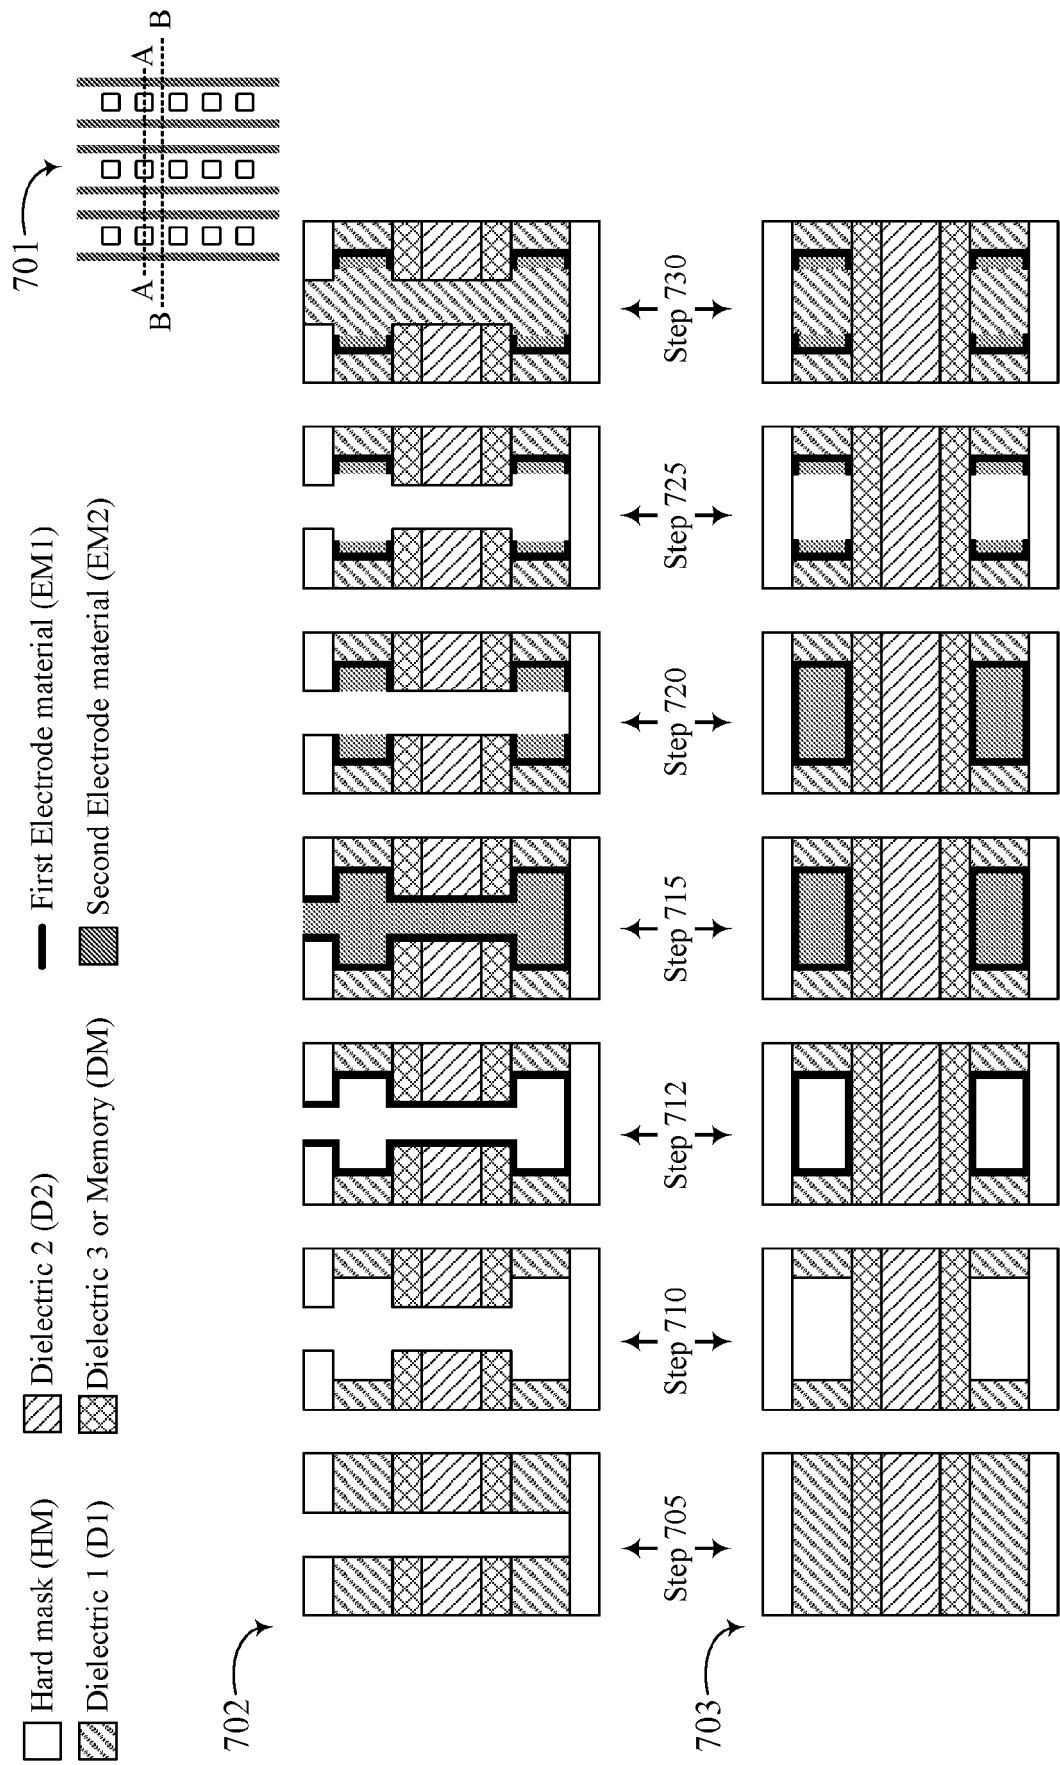 Hard mask (HM)
Dielectric 2 (D2)
First Electrode material (EM1)
Dielectric 1 (D1)
Dielectric 3 or Memory (DM)
Second Electrode material (EM2)
701
A
A
B
B
702
Step 705
Step 710
Step 712
Step 715
Step 720
Step 725
Step 730
703